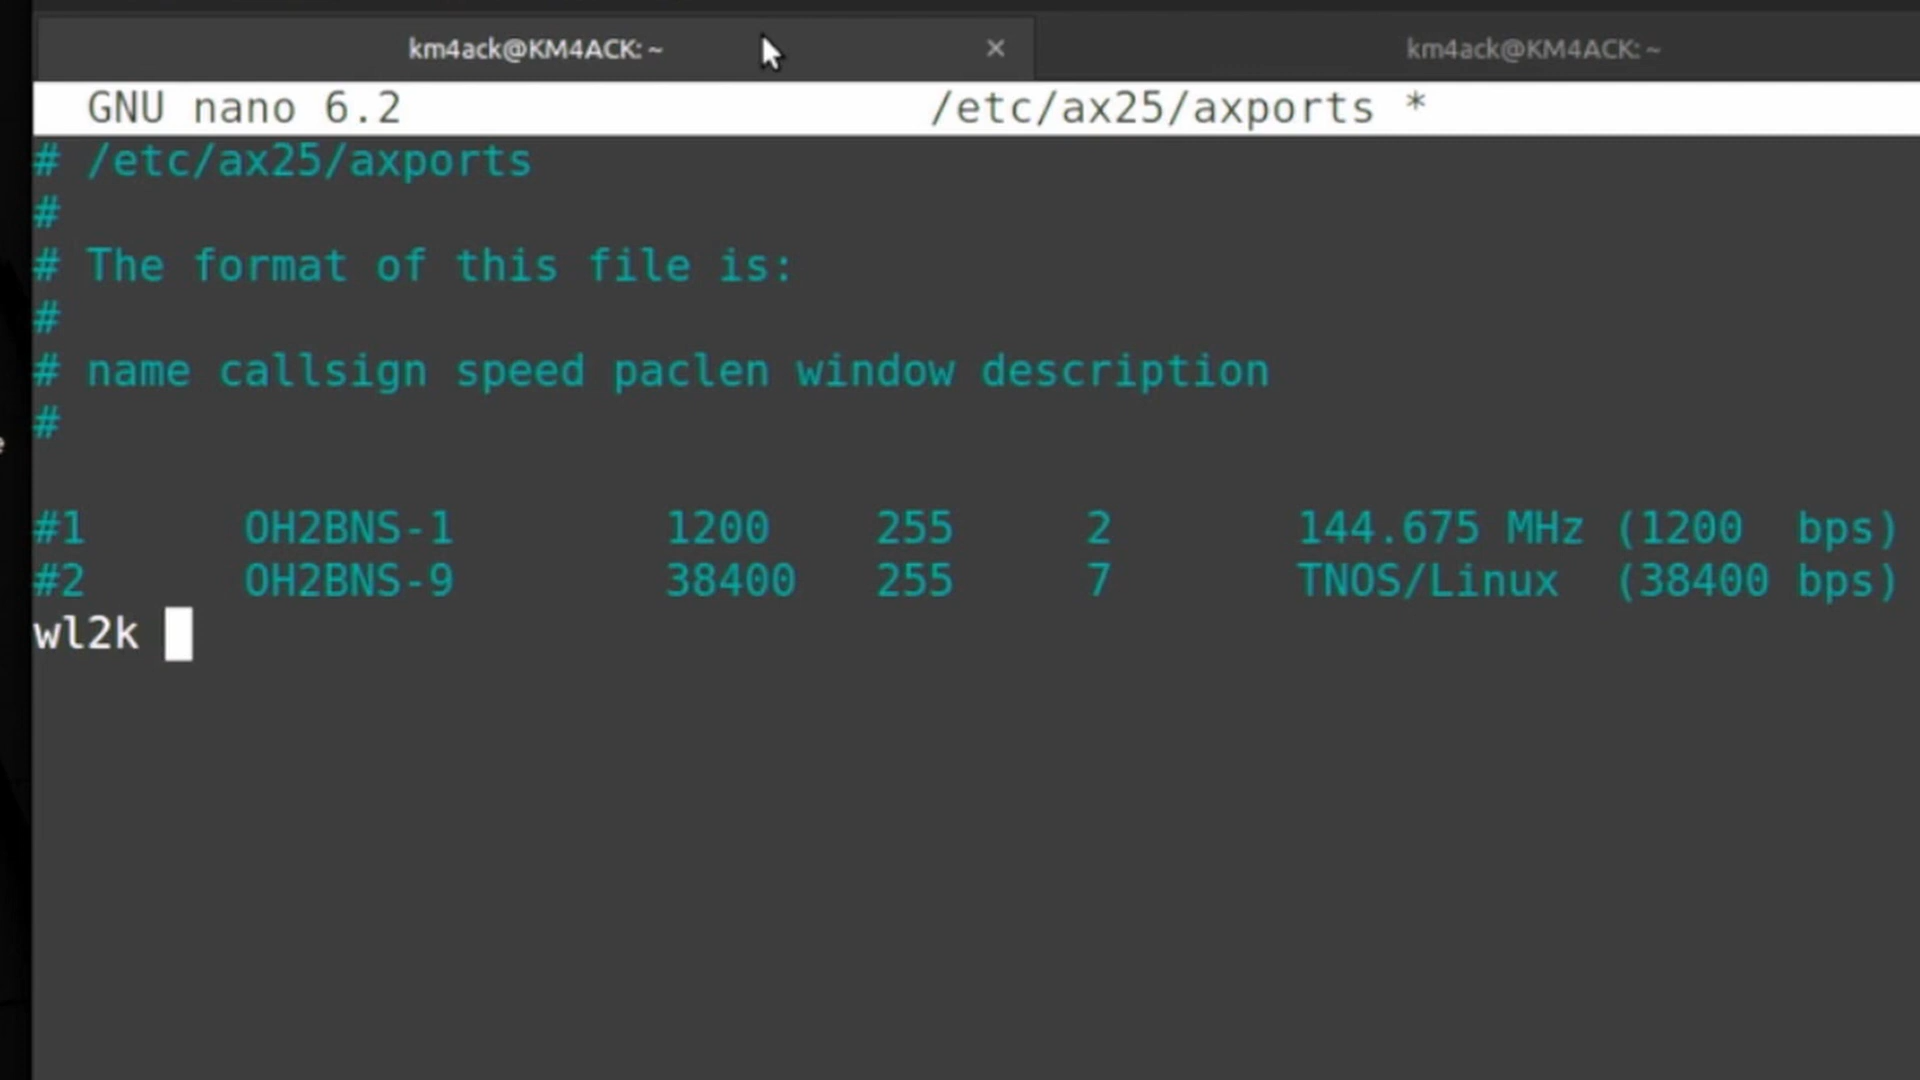 km4ack@KM4ACK: ~ × km4ack@KM4ACK: ~
GNU nano 6.2 /etc/ax25/axports *
# /etc/ax25/axports
#
# The format of this file is:
#
# name callsign speed paclen window description
#
#1 OH2BNS-1 1200 255 2 144.675 MHz (1200 bps)
#2 OH2BNS-9 38400 255 7 TNOS/Linux (38400 bps)
wl2k